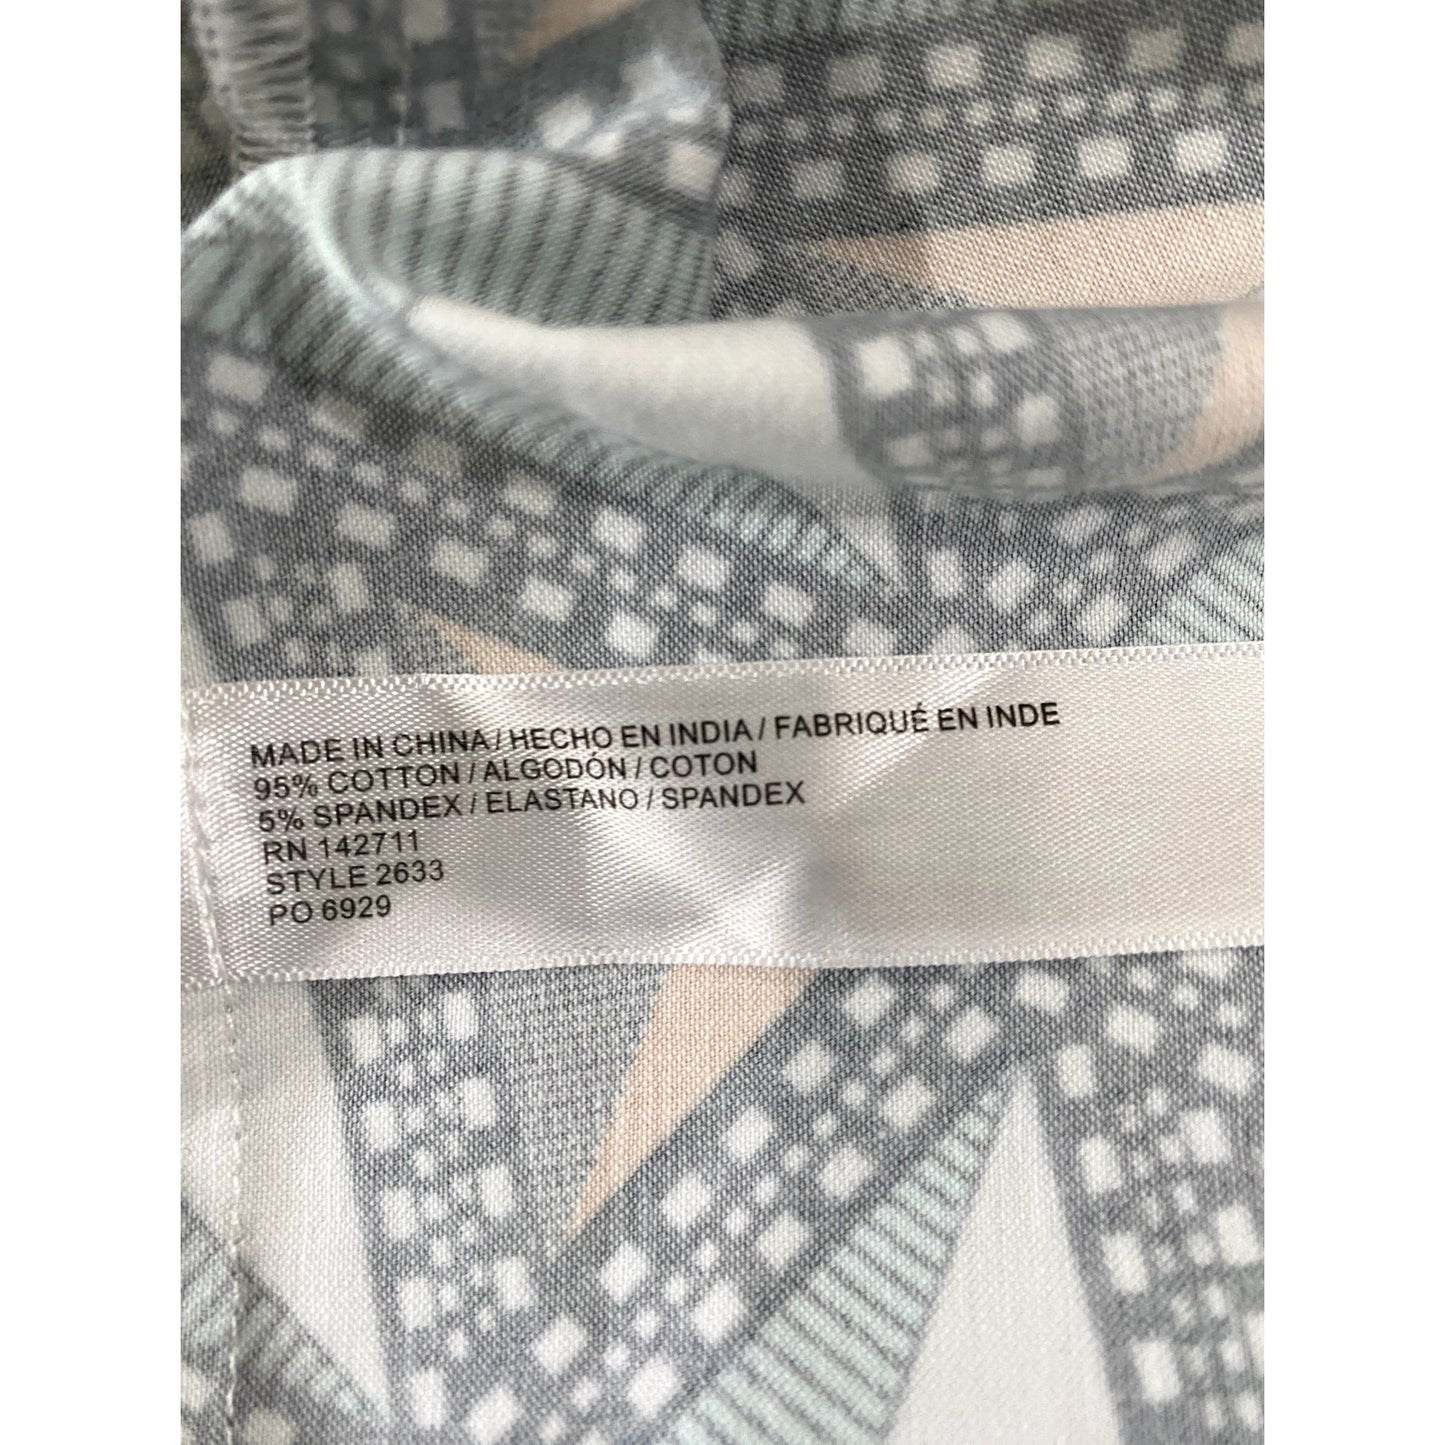 MADE IN CHINA / HECHO EN INDIA / FABRIQUÉ EN INDE
95% COTTON / ALGODÓN / COTON
5% SPANDEX / ELASTANO / SPANDEX
RN 142711
STYLE 2633
PO 6929